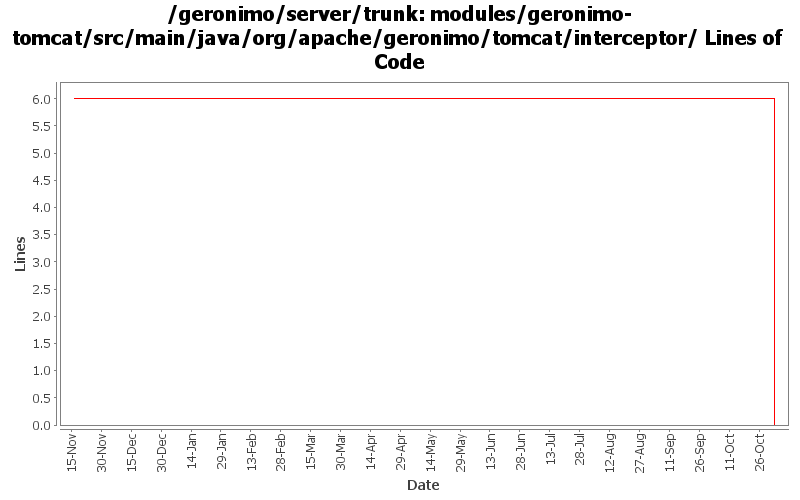 /geronimo/server/trunk: modules/geronimo-
tomcat/src/main/java/org/apache/geronimo/tomcat/interceptor/ Lines of
Code
Lines
6.0
5.5
5.0
4.5
4.0
3.5
3.0
2.5
2.0
1.5
1.0
0.5
0.0
15-Nov
30-Nov
15-Dec
30-Dec
14-Jan
29-Jan
13-Feb
28-Feb
15-Mar
30-Mar
14-Apr
29-Apr
14-May
29-May
13-Jun
28-Jun
13-Jul
28-Jul
12-Aug
27-Aug
11-Sep
26-Sep
11-Oct
26-Oct
Date